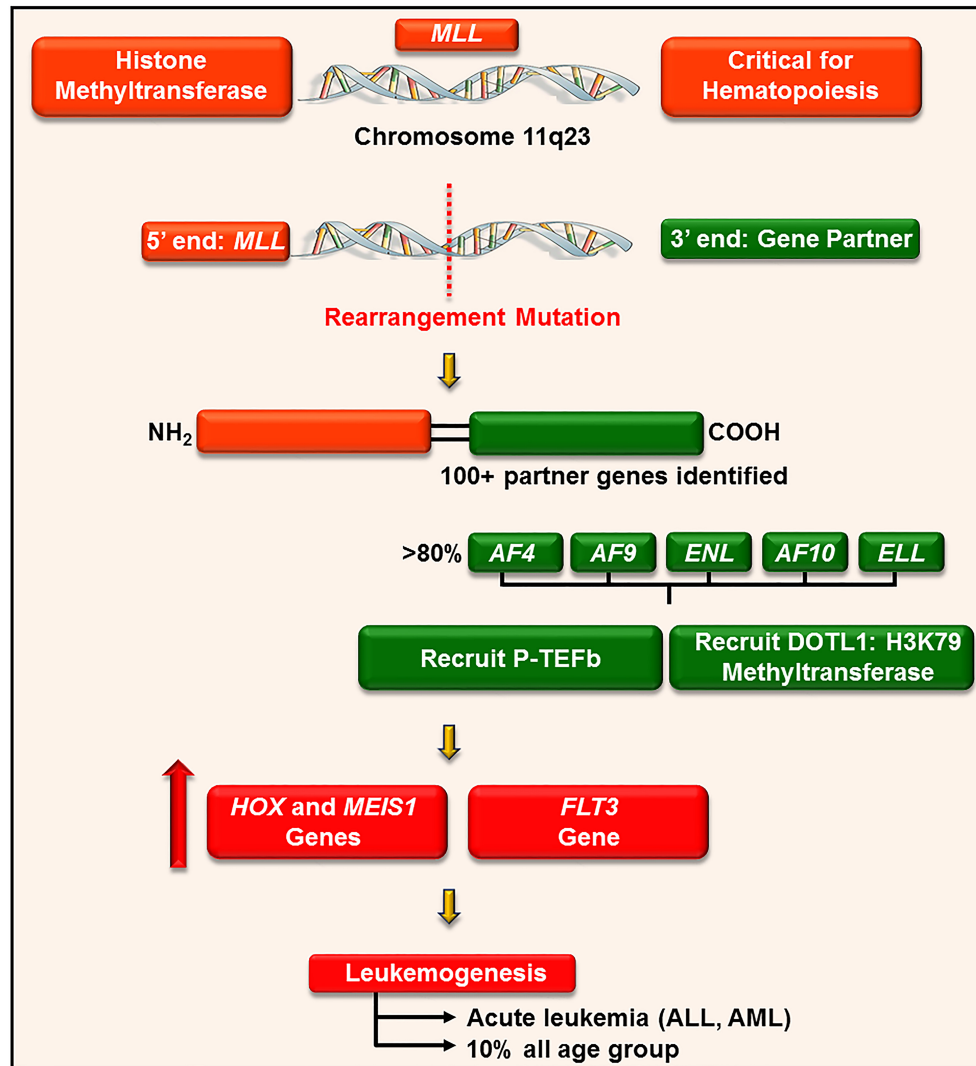 MLL
Histone
Methyltransferase
Critical for
Hematopoiesis
Chromosome 11q23
5’ end: MLL
3’ end: Gene Partner
Rearrangement Mutation
NH₂
COOH
100+ partner genes identified
>80%
AF4
AF9
ENL
AF10
ELL
Recruit P-TEFb
Recruit DOTL1: H3K79
Methyltransferase
HOX and MEIS1
Genes
FLT3
Gene
Leukemogenesis
Acute leukemia (ALL, AML)
10% all age group